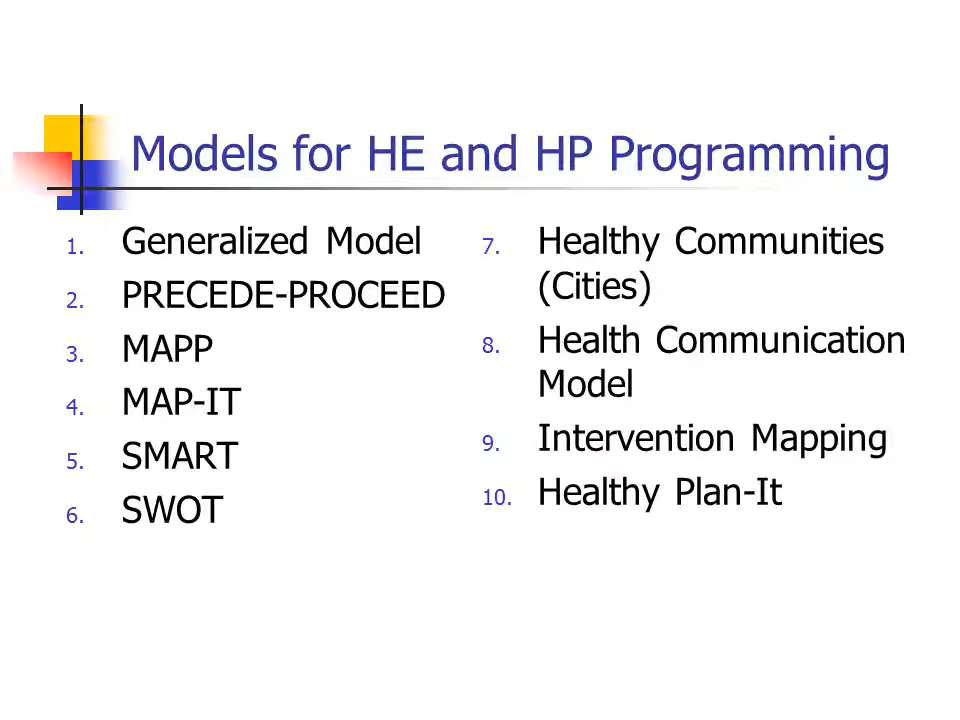 Models for HE and HP Programming
1. Generalized Model
2. PRECEDE-PROCEED
3. MAPP
4. MAP-IT
5. SMART
6. SWOT
7. Healthy Communities
(Cities)
8. Health Communication
Model
9. Intervention Mapping
10. Healthy Plan-It